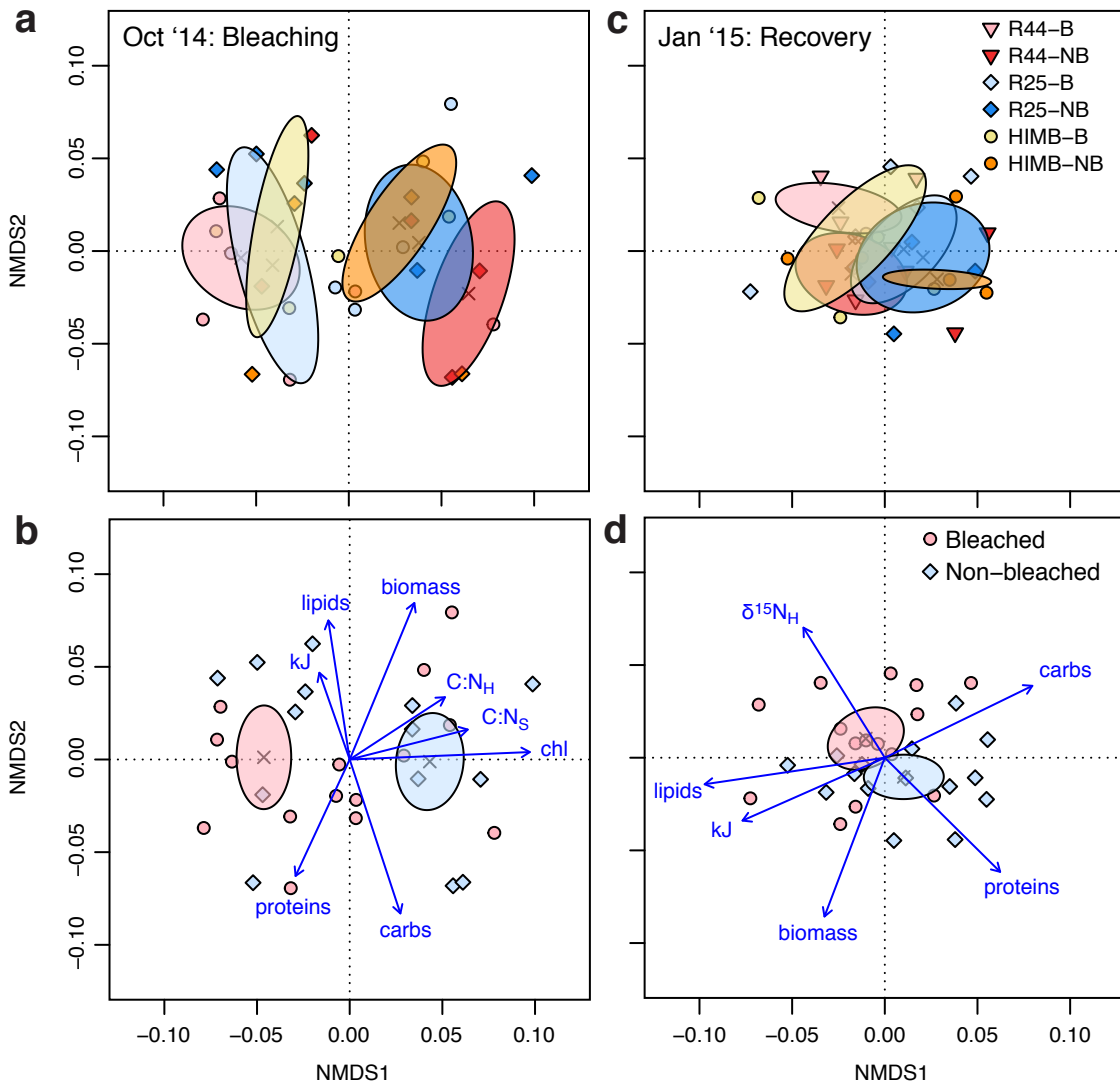 a
Oct ‘14: Bleaching
NMDS2
0.10
0.05
0.00
−0.05
−0.10
c
Jan ‘15: Recovery
R44−B
R44−NB
R25−B
R25−NB
HIMB−B
HIMB−NB
b
NMDS2
0.10
0.05
0.00
−0.05
−0.10
lipids
biomass
kJ
C:NH
C:NS
chl
proteins
carbs
−0.10
−0.05
0.00
0.05
0.10
NMDS1
d
Bleached
Non−bleached
δ15NH
carbs
lipids
kJ
proteins
biomass
−0.10
−0.05
0.00
0.05
0.10
NMDS1